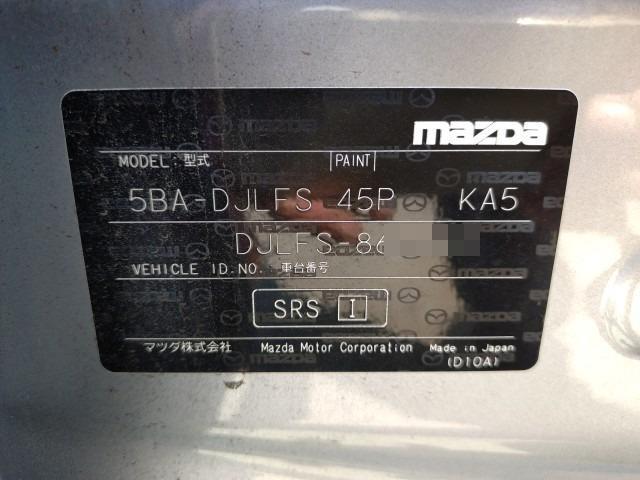 mazda
MODEL:型式 PAINT
5BA-DJLFS 45P KA5
DJLFS-86
VEHICLE ID.NO.:車台番号
SRS I
マツダ株式会社 Mazda Motor Corporation Made in Japan
(D10A)